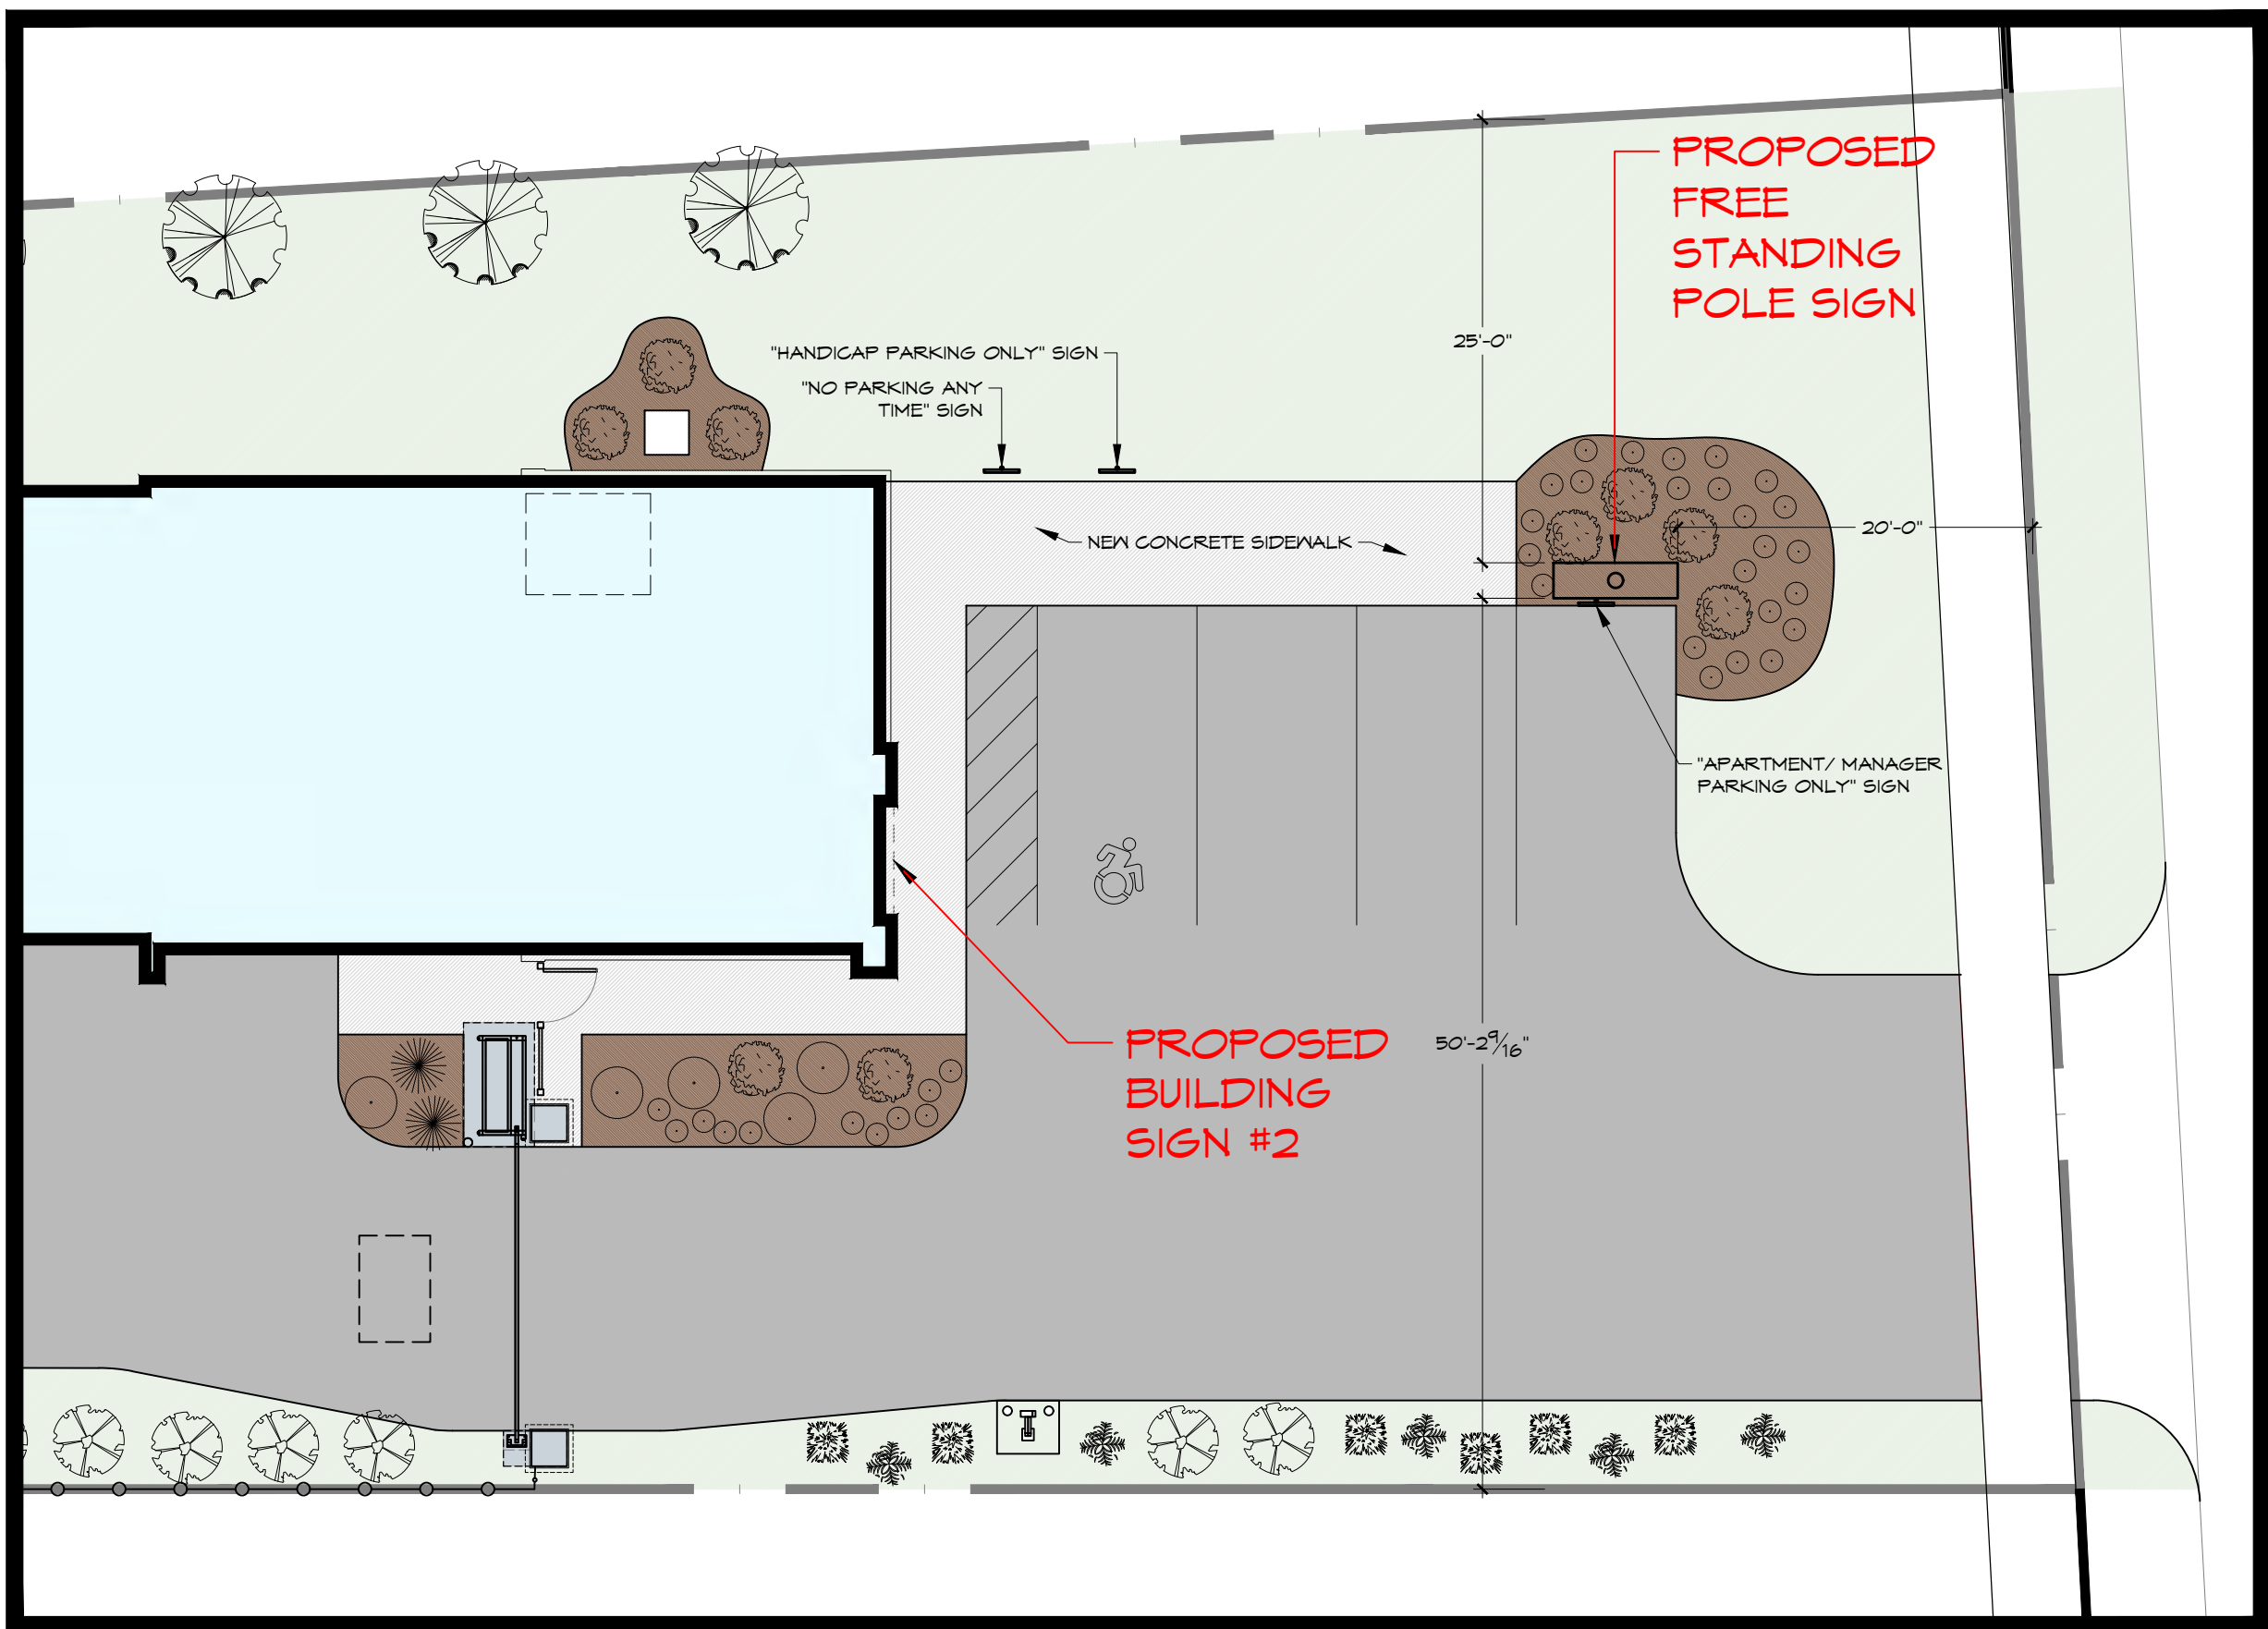 PROPOSED
FREE
STANDING
POLE SIGN
25'-0"
"HANDICAP PARKING ONLY" SIGN
"NO PARKING ANY
TIME" SIGN
20'-0"
NEW CONCRETE SIDEWALK
"APARTMENT/ MANAGER
PARKING ONLY" SIGN
PROPOSED
BUILDING
SIGN #2
50'-2 9/16"